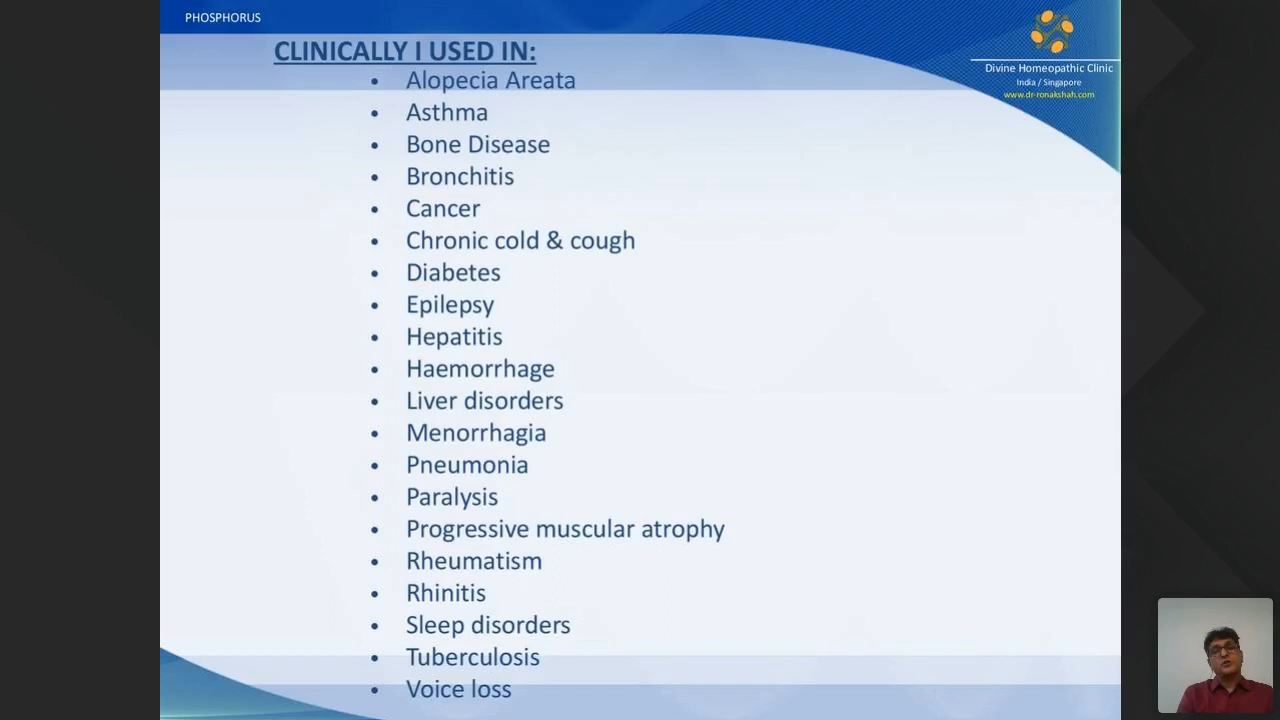 PHOSPHORUS
Divine Homeopathic Clinic
India / Singapore
www.dr-ronakshah.com
CLINICALLY I USED IN:
• Alopecia Areata
• Asthma
• Bone Disease
• Bronchitis
• Cancer
• Chronic cold & cough
• Diabetes
• Epilepsy
• Hepatitis
• Haemorrhage
• Liver disorders
• Menorrhagia
• Pneumonia
• Paralysis
• Progressive muscular atrophy
• Rheumatism
• Rhinitis
• Sleep disorders
• Tuberculosis
• Voice loss